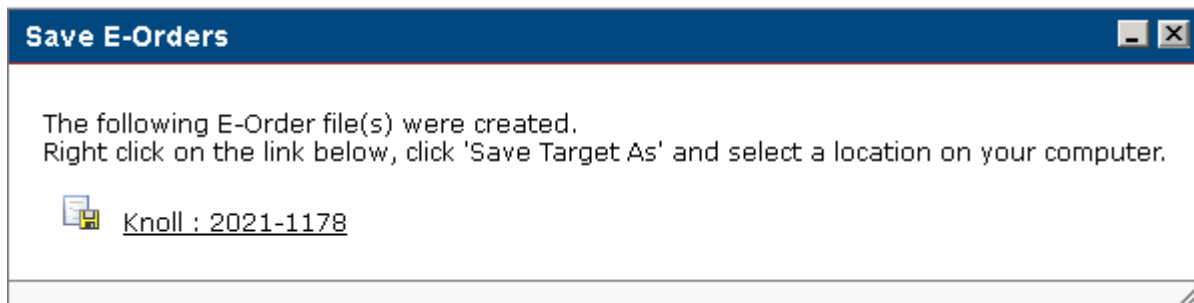 Save E-Orders
The following E-Order file(s) were created.
Right click on the link below, click 'Save Target As' and select a location on your computer.
Knoll : 2021-1178